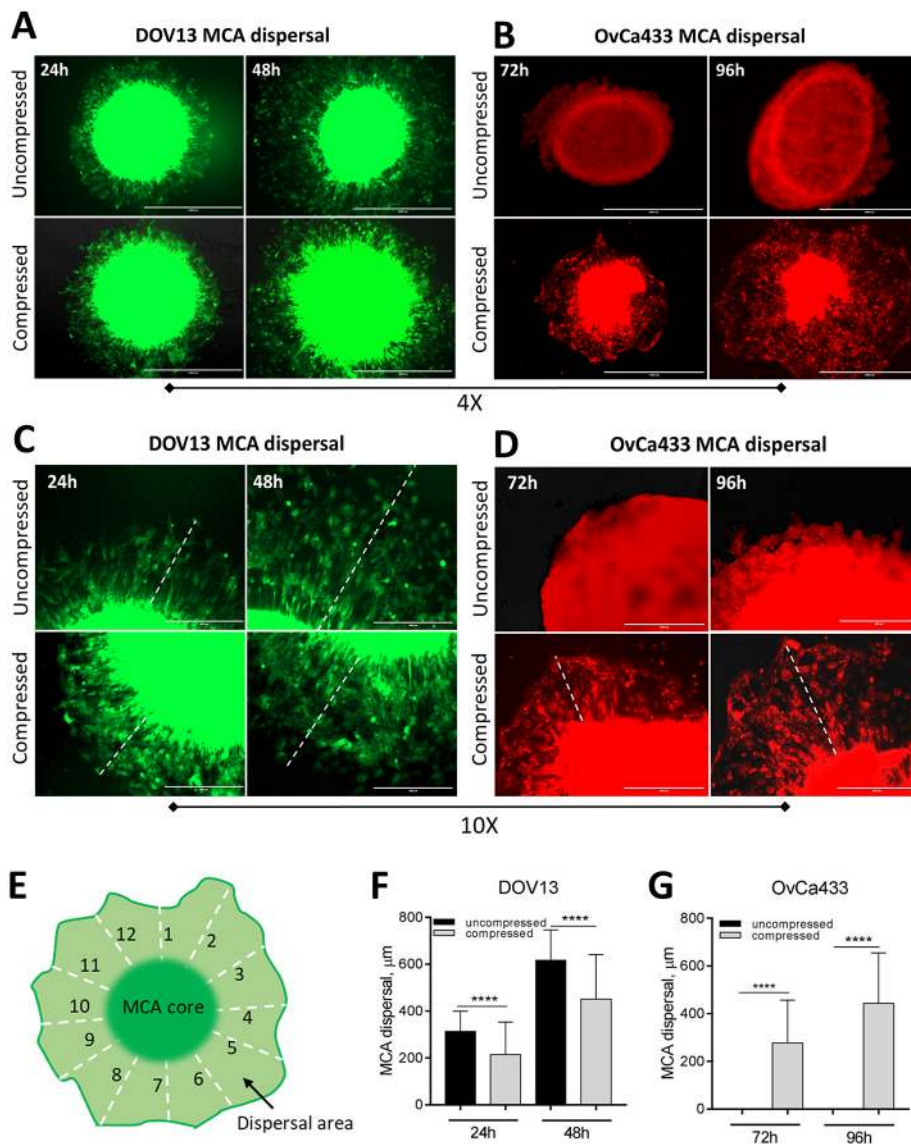 A
DOV13 MCA dispersal
24h
48h
Uncompressed
Compressed
B
OvCa433 MCA dispersal
72h
96h
Uncompressed
Compressed
4X
C
DOV13 MCA dispersal
24h
48h
Uncompressed
Compressed
D
OvCa433 MCA dispersal
72h
96h
Uncompressed
Compressed
10X
E
12
1
2
11
3
MCA core
10
4
9
5
8
7
6
Dispersal area
F
DOV13
MCA dispersal, μm
800
600
400
200
0
uncompressed
compressed
****
****
24h
48h
G
OvCa433
MCA dispersal, μm
800
600
400
200
0
uncompressed
compressed
****
****
72h
96h